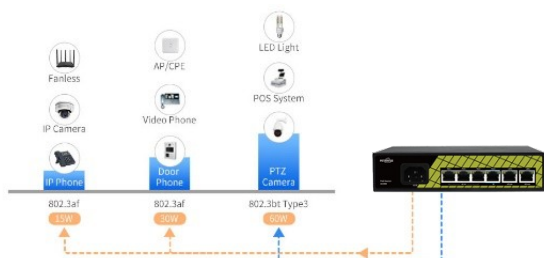 LED Light
AP/CPE
Fanless
POS System
Video Phone
IP Camera
IP Phone
Door
Phone
PTZ
Camera
802.3af
802.3af
802.3bt Type3
15W
30W
60W